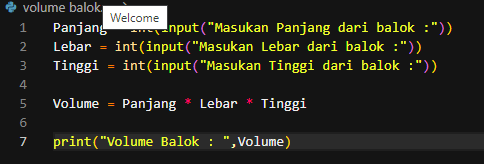 volume balok.
Welcome
1 Panjang = int(input("Masukan Panjang dari balok :"))
2 Lebar = int(input("Masukan Lebar dari balok :"))
3 Tinggi = int(input("Masukan Tinggi dari balok :"))
4
5 Volume = Panjang * Lebar * Tinggi
6
7 print("Volume Balok : ",Volume)